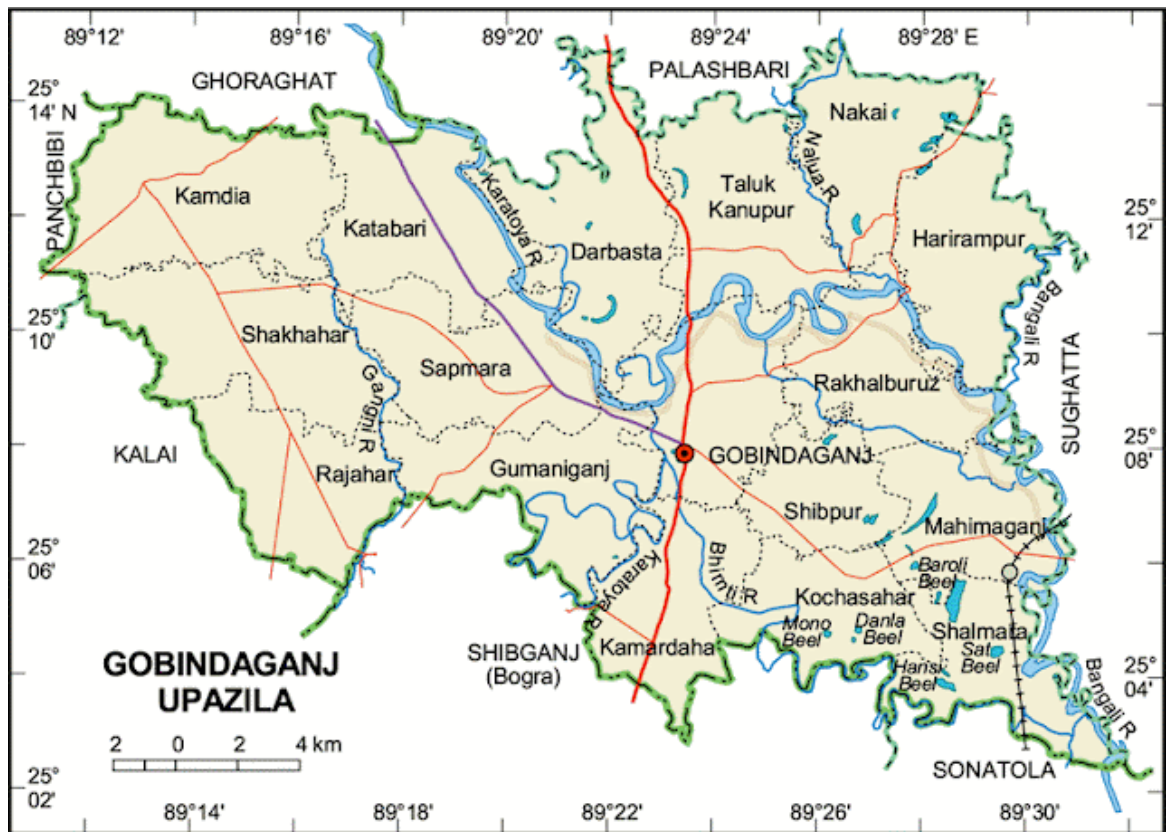 89°12' 89°16' 89°20' 89°24' 89°28' E
GHORAGHAT
PALASHBARI
25°
14' N
Nakai
PANCHBIBI
Nalua R
Kamdia
Karatoya R
Taluk
Kanupur
25°
12'
Katabari
Darbasta
Harirampur
Bangali R
25°
10'
Shakhahar
Gangni R
Sapmara
Rakhalburuz
SUGHATTA
KALAI
Rajahar
Gumaniganj
GOBINDAGANJ
25°
08'
Shibpur
Mahimaganj
25°
06'
Karatoya R
Bhimti R
Baroli
Beel
Kochasahar
Mono
Beel
Danla
Beel
Shalmara
Sat
Beel
Hansi
Beel
Kamardaha
SHIBGANJ
(Bogra)
GOBINDAGANJ
UPAZILA
25°
04'
Bangali R
2 0 2 4 km
SONATOLA
25°
02'
89°14' 89°18' 89°22' 89°26' 89°30'